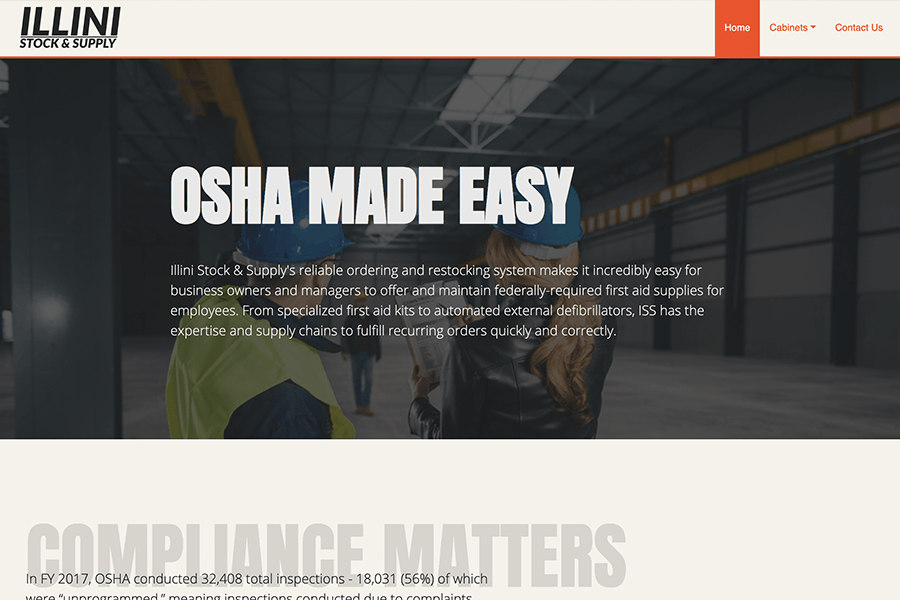 ILLINI
STOCK & SUPPLY
Home
Cabinets
Contact Us
OSHA MADE EASY
Illini Stock & Supply's reliable ordering and restocking system makes it incredibly easy for
business owners and managers to offer and maintain federally-required first aid supplies for
employees. From specialized first aid kits to automated external defibrillators, ISS has the
expertise and supply chains to fulfill recurring orders quickly and correctly.
COMPLIANCE MATTERS
In FY 2017, OSHA conducted 32,408 total inspections - 18,031 (56%) of which
were “unprogrammed,” meaning inspections conducted due to complaints,